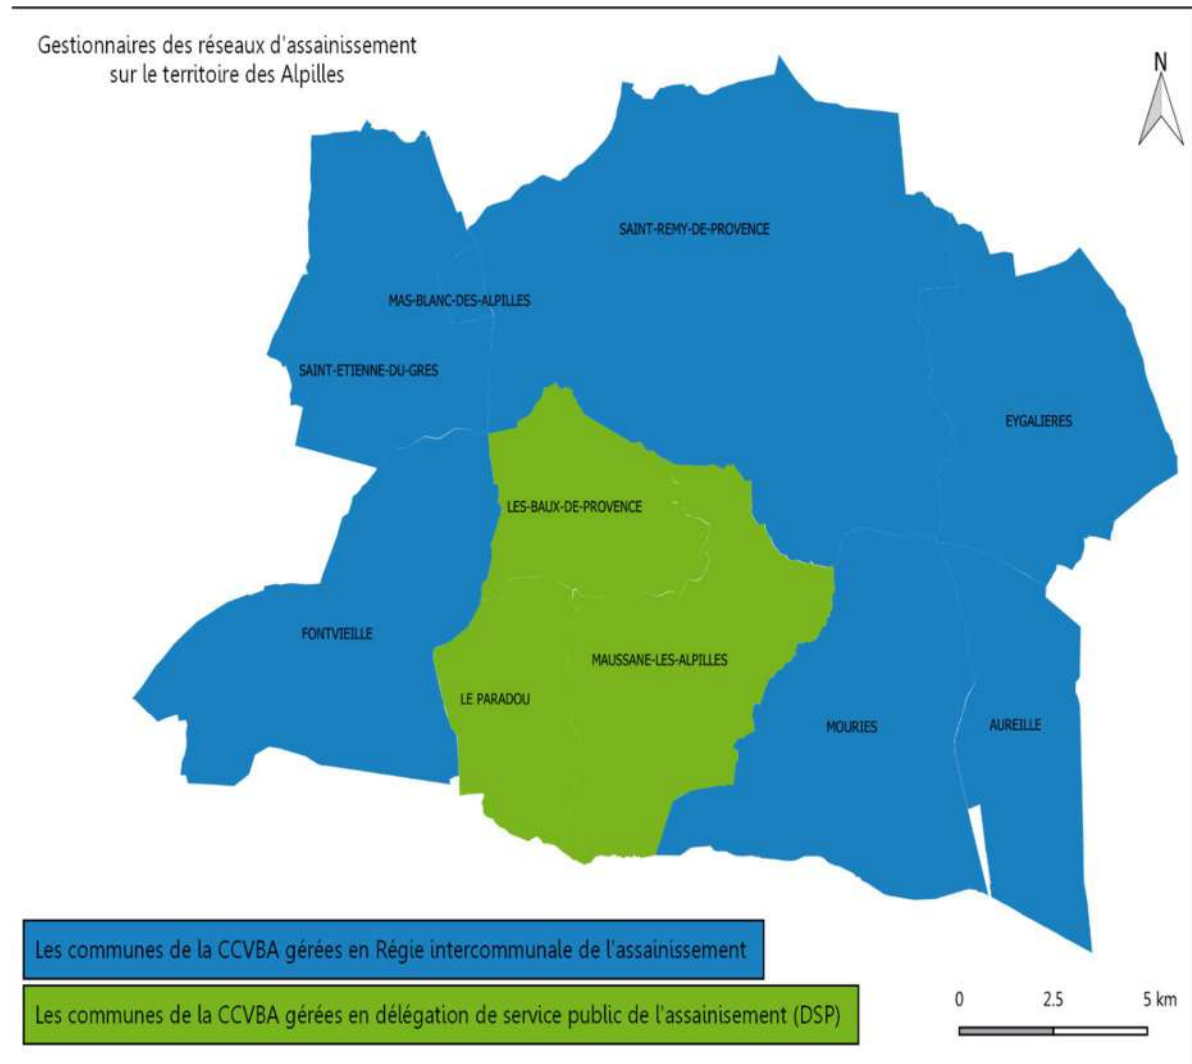 Gestionnaires des réseaux d'assainissement
sur le territoire des Alpilles
N
SAINT-REMY-DE-PROVENCE
MAS-BLANC-DES-ALPILLES
SAINT-ETIENNE-DU-GRES
EYGALIERES
LES-BAUX-DE-PROVENCE
FONTVIEILLE
MAUSSANE-LES-ALPILLES
LE PARADOU
MOURIES
AUREILLE
Les communes de la CCVBA gérées en Régie intercommunale de l'assainissement
Les communes de la CCVBA gérées en délégation de service public de l'assainisement (DSP)
0 2.5 5 km